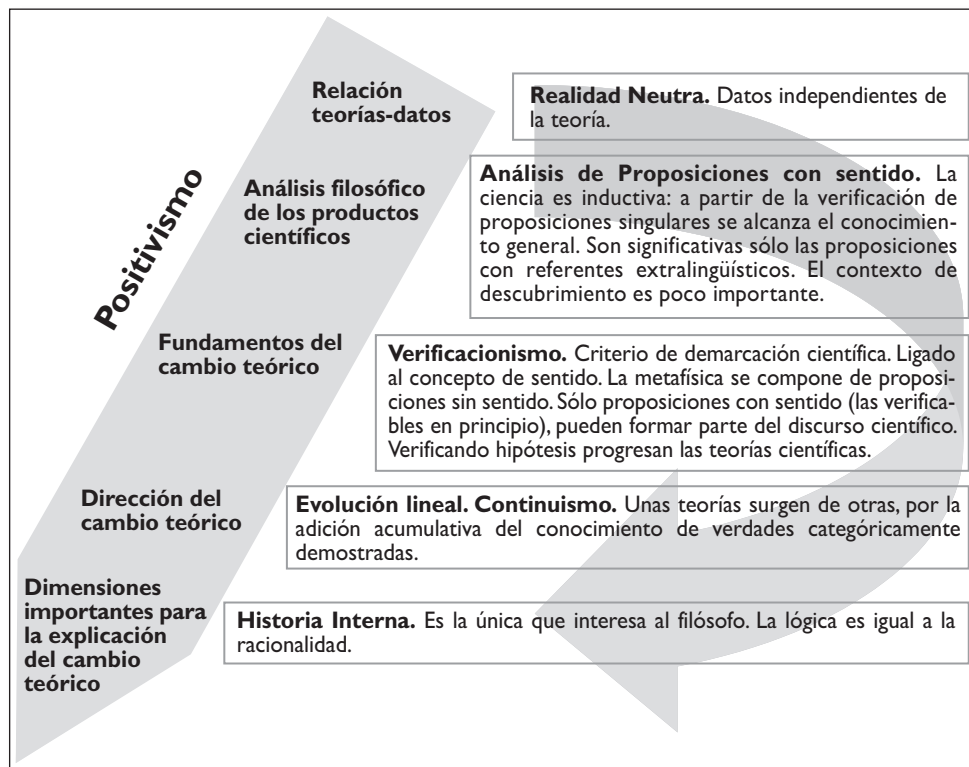 Positivismo
Relación
teorías-datos
Realidad Neutra. Datos independientes de
la teoría.
Análisis filosófico
de los productos
científicos
Análisis de Proposiciones con sentido. La
ciencia es inductiva: a partir de la verificación de
proposiciones singulares se alcanza el conocimien-
to general. Son significativas sólo las proposiciones
con referentes extralingüísticos. El contexto de
descubrimiento es poco importante.
Fundamentos del
cambio teórico
Verificacionismo. Criterio de demarcación científica. Ligado
al concepto de sentido. La metafísica se compone de proposi-
ciones sin sentido. Sólo proposiciones con sentido (las verifica-
bles en principio), pueden formar parte del discurso científico.
Verificando hipótesis progresan las teorías científicas.
Dirección del
cambio teórico
Evolución lineal. Continuismo. Unas teorías surgen de otras, por la
adición acumulativa del conocimiento de verdades categóricamente
demostradas.
Dimensiones
importantes para
la explicación
del cambio
teórico
Historia Interna. Es la única que interesa al filósofo. La lógica es igual a la
racionalidad.